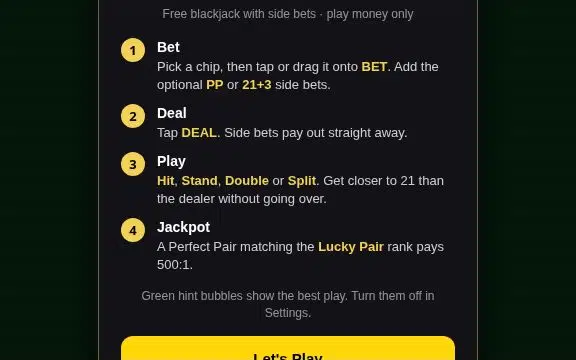 Free blackjack with side bets · play money only
1 Bet
Pick a chip, then tap or drag it onto BET. Add the
optional PP or 21+3 side bets.
2 Deal
Tap DEAL. Side bets pay out straight away.
3 Play
Hit, Stand, Double or Split. Get closer to 21 than
the dealer without going over.
4 Jackpot
A Perfect Pair matching the Lucky Pair rank pays
500:1.
Green hint bubbles show the best play. Turn them off in
Settings.
Let's Play